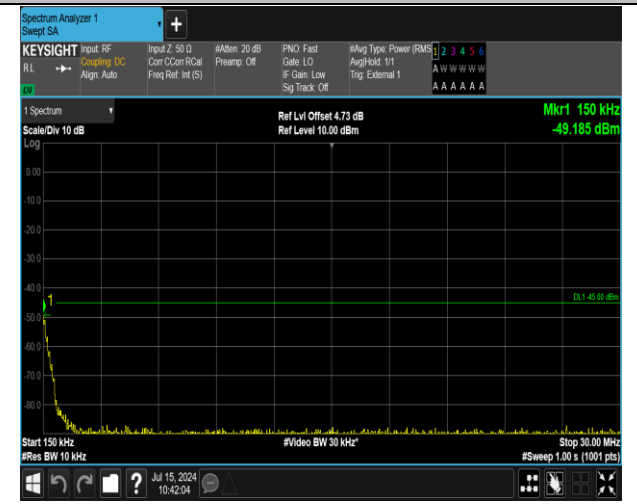 Spectrum Analyzer 1
Swept SA
+
KEYSIGHT Input: RF Input Z: 50 Ω #Atten: 20 dB PNO: Fast #Avg Type: Power (RMS 1 2 3 4 5 6
RL Coupling: DC Corr CCorr RCal Preamp: Off Gate: LO Avg|Hold: 1/1 A W W W W W
Align: Auto Freq Ref: Int (S) IF Gain: Low Trig: External 1
Sig Track: Off A A A A A A
1 Spectrum Ref Lvl Offset 4.73 dB Mkr1 150 kHz
Scale/Div 10 dB Ref Level 10.00 dBm -49.185 dBm
Log
0.00
-10.0
-20.0
-30.0
-40.0
1
DL1 -45.00 dBm
-50.0
-60.0
-70.0
-80.0
Start 150 kHz #Video BW 30 kHz* Stop 30.00 MHz
#Res BW 10 kHz #Sweep 1.00 s (1001 pts)
? Jul 15, 2024
10:42:04